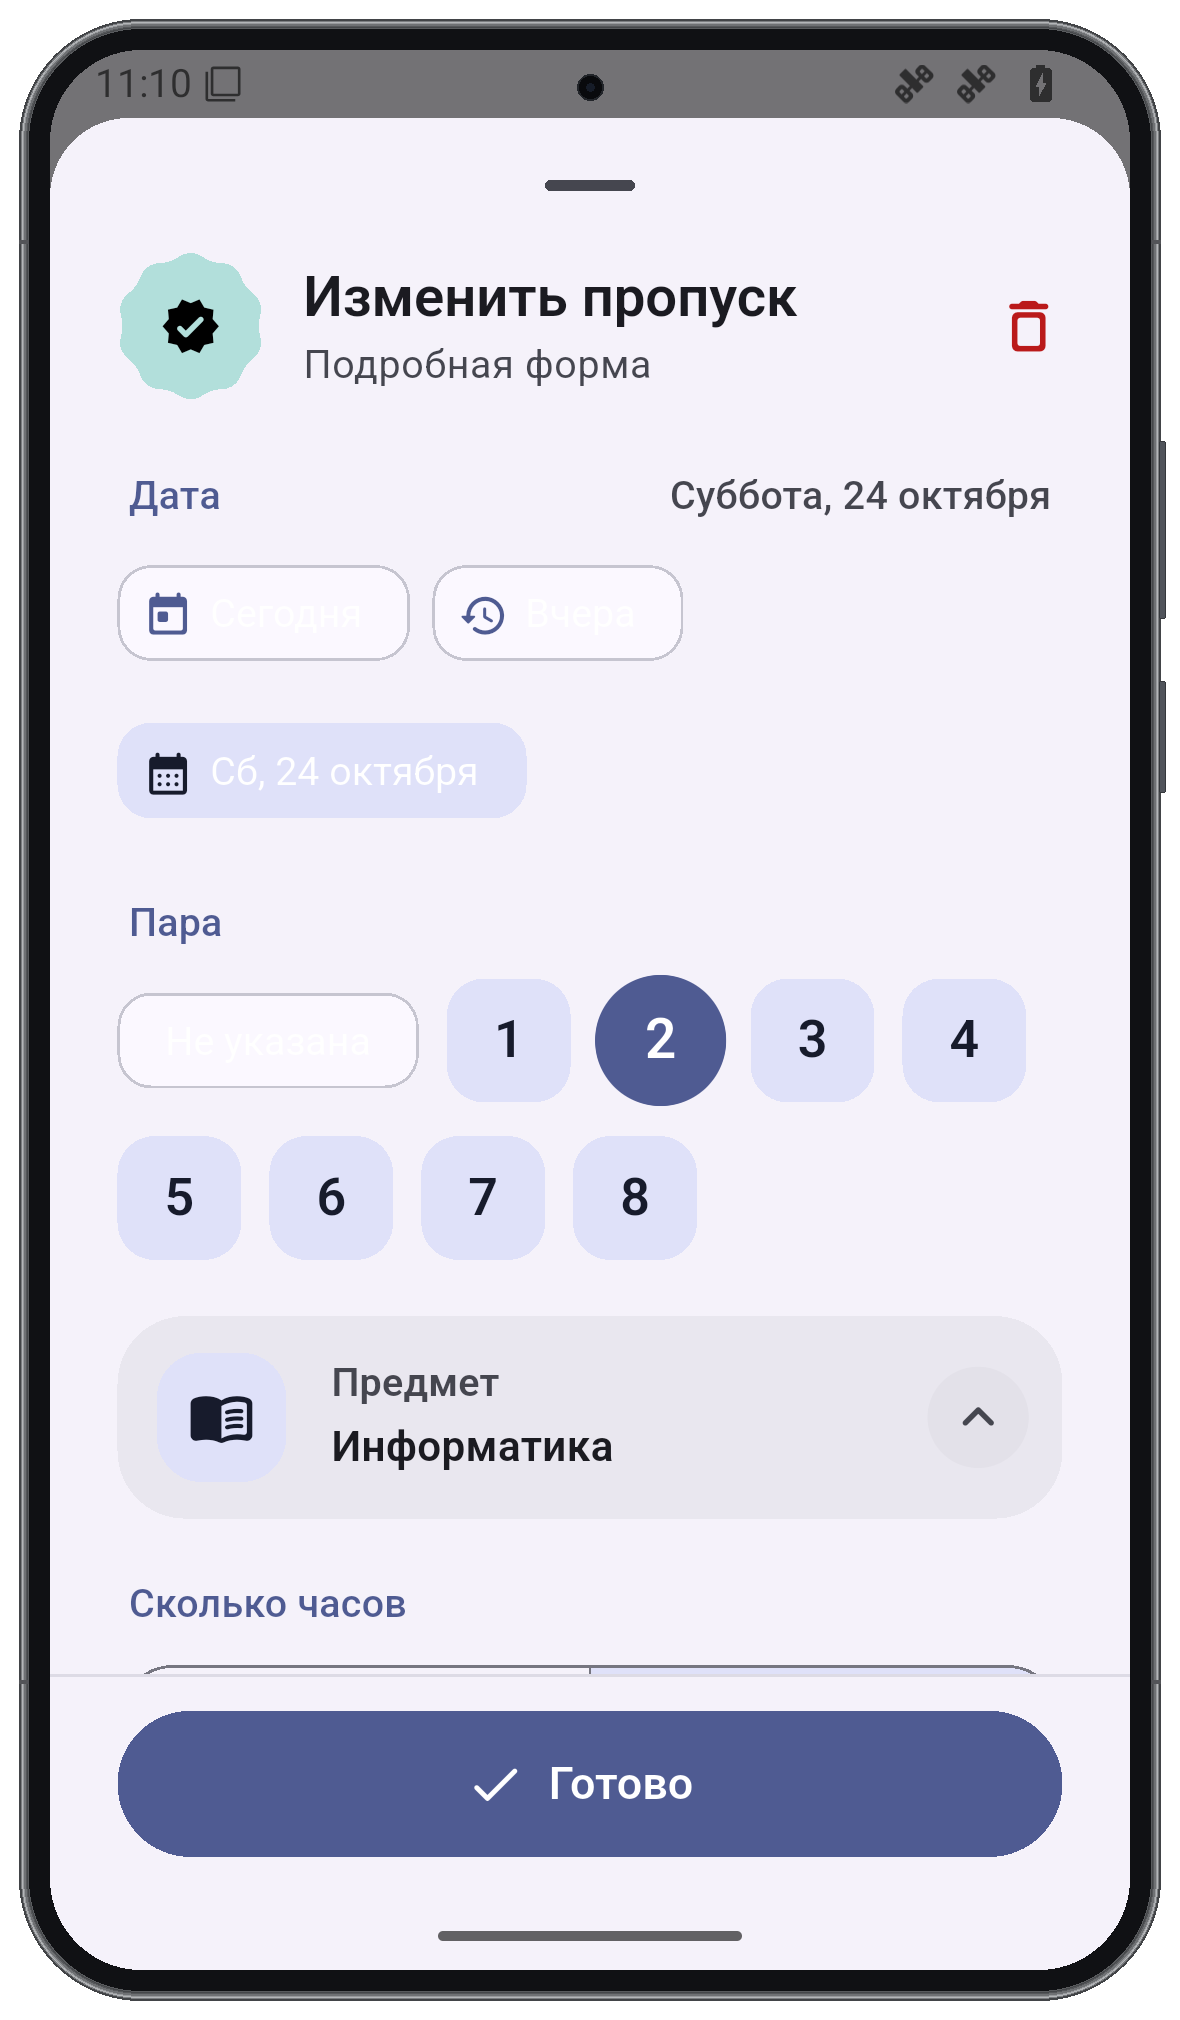 11:10
Изменить пропуск
Подробная форма
Дата
Суббота, 24 октября
Сегодня
Вчера
Сб, 24 октября
Пара
Не указана
1
2
3
4
5
6
7
8
Предмет
Информатика
Сколько часов
Готово